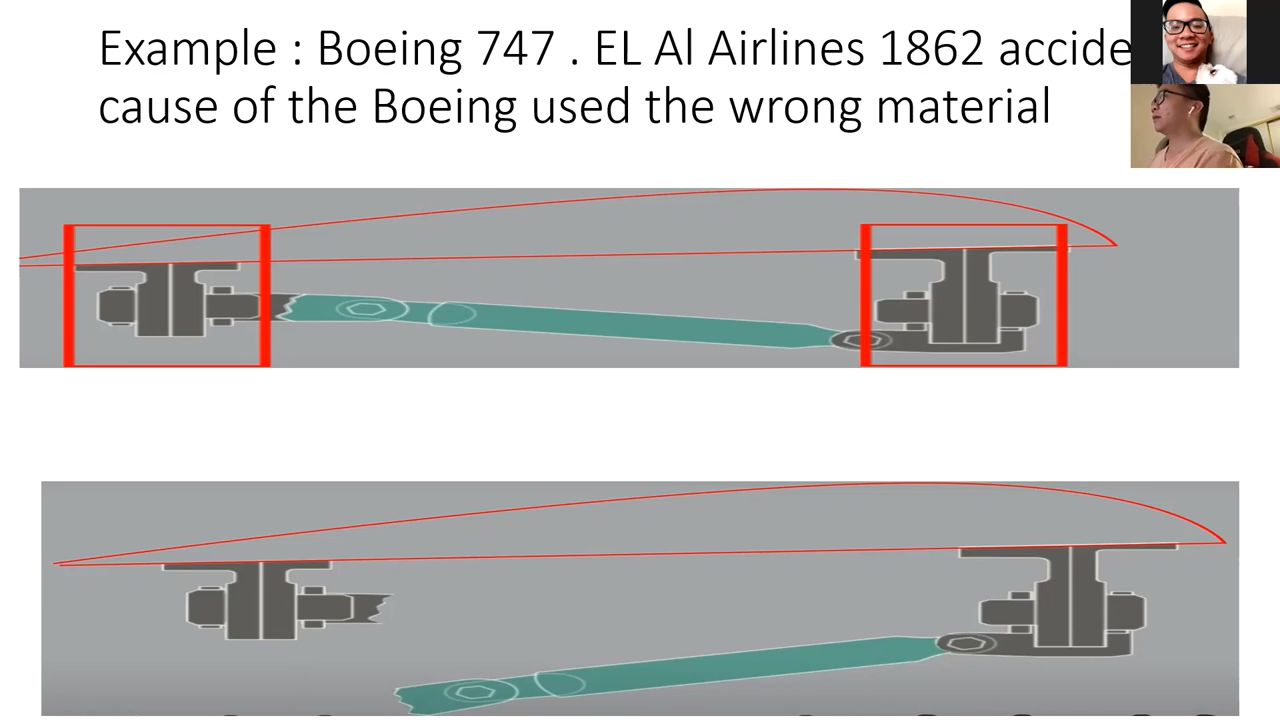 Example : Boeing 747 . EL Al Airlines 1862 accide
cause of the Boeing used the wrong material